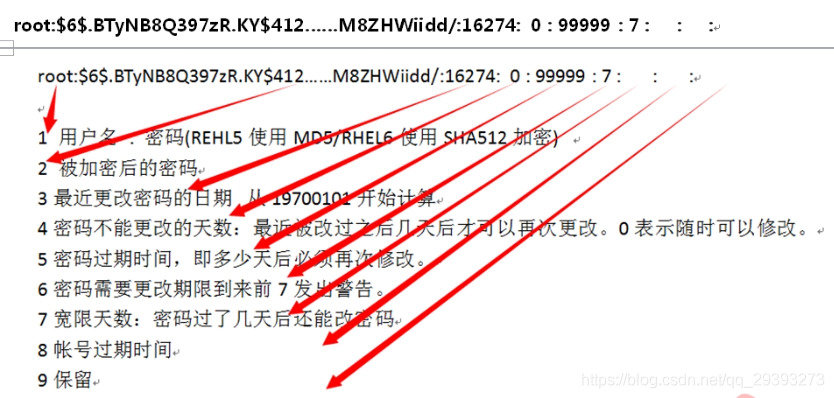 root:$6$.BTyNB8Q397zR.KY$412......M8ZHWiidd/:16274: 0 : 99999 : 7 : : :
root:$6$.BTyNB8Q397zR.KY$412......M8ZHWiidd/:16274: 0 : 99999 : 7 : : :
1 用户名 : 密码(REHL5 使用 MD5/RHEL6 使用 SHA512 加密)
2 被加密后的密码
3 最近更改密码的日期 从 19700101 开始计算
4 密码不能更改的天数：最近被改过之后几天后才可以再次更改。0 表示随时可以修改。
5 密码过期时间，即多少天后必须再次修改。
6 密码需要更改期限到来前 7 发出警告。
7 宽限天数：密码过了几天后还能改密码
8 帐号过期时间
9 保留
https://blog.csdn.net/qq_29393273